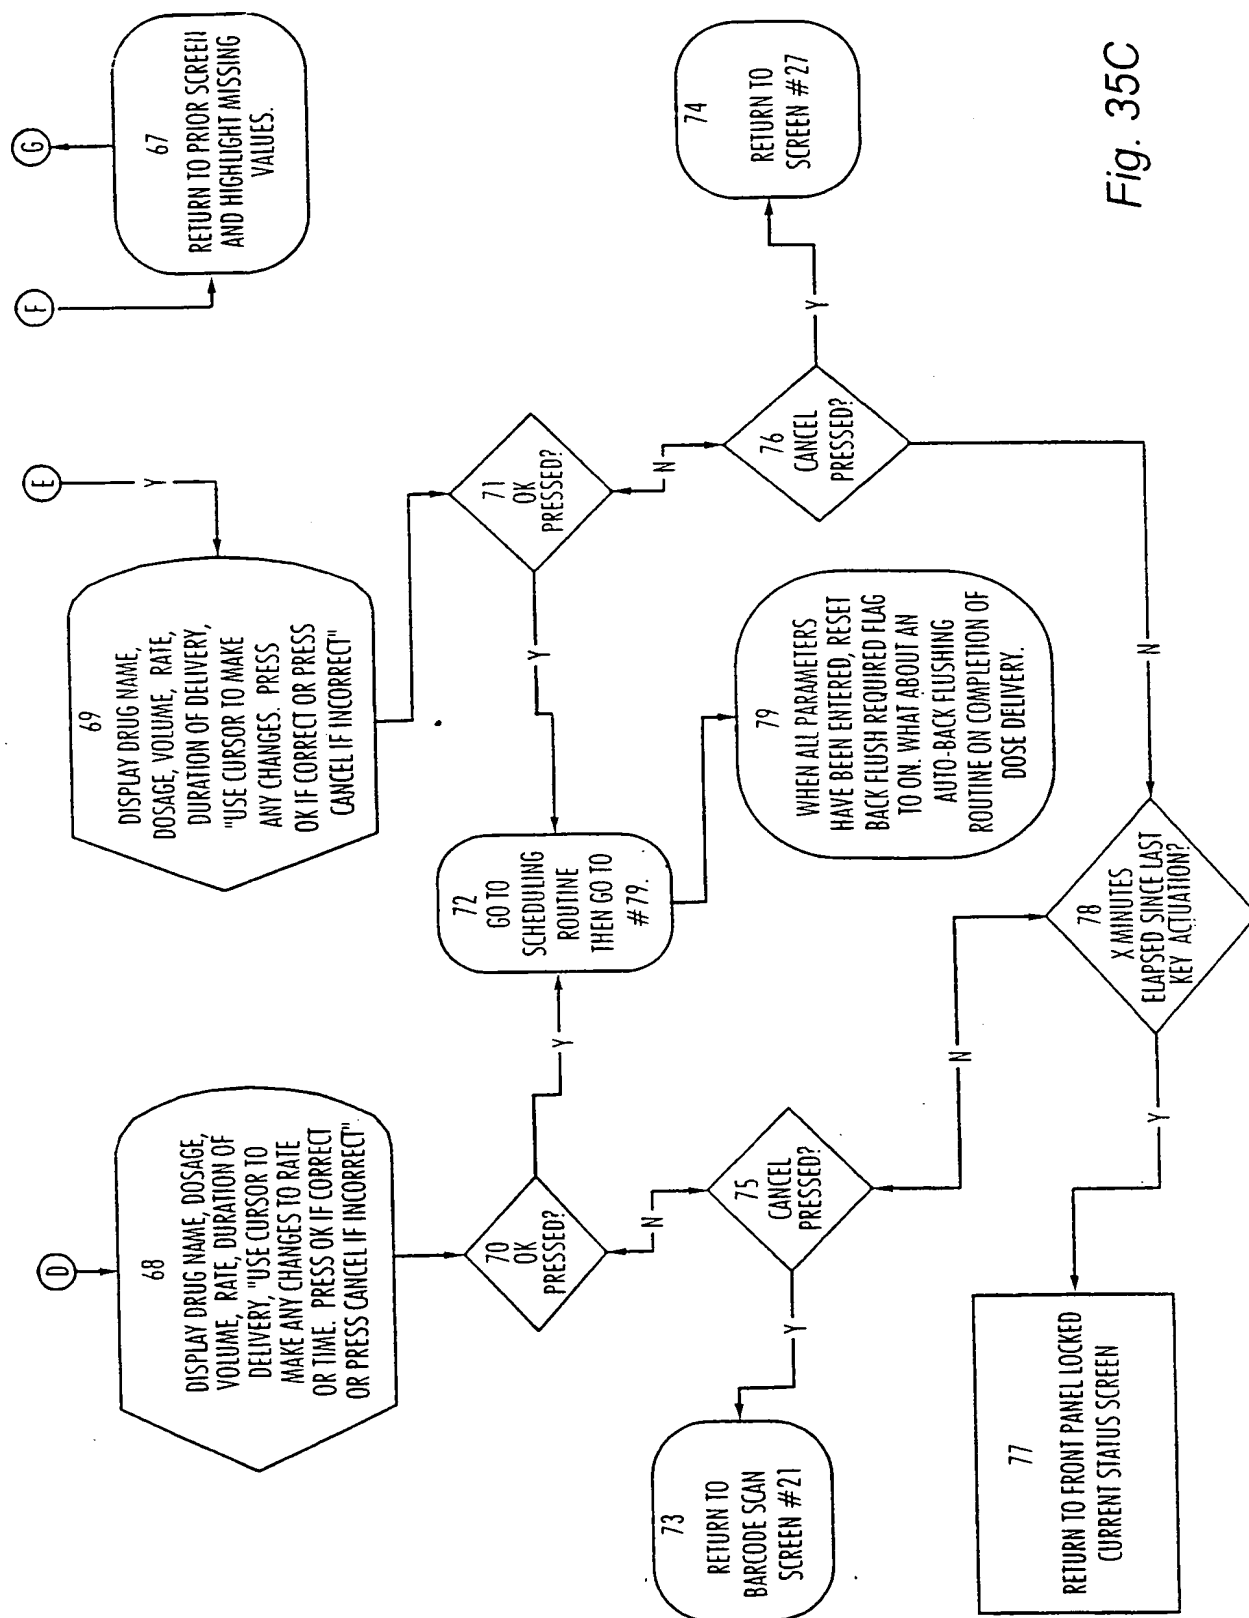 D
68
DISPLAY DRUG NAME, DOSAGE,
VOLUME, RATE, DURATION OF
DELIVERY, "USE CURSOR TO
MAKE ANY CHANGES TO RATE
OR TIME. PRESS OK IF CORRECT
OR PRESS CANCEL IF INCORRECT"
E
Y
69
DISPLAY DRUG NAME,
DOSAGE, VOLUME, RATE,
DURATION OF DELIVERY,
"USE CURSOR TO MAKE
ANY CHANGES. PRESS
OK IF CORRECT OR PRESS
CANCEL IF INCORRECT"
F
G
67
RETURN TO PRIOR SCREEN
AND HIGHLIGHT MISSING
VALUES.
70
OK
PRESSED?
Y
72
GO TO
SCHEDULING
ROUTINE
THEN GO TO
#79.
Y
71
OK
PRESSED?
N
N
73
RETURN TO
BARCODE SCAN
SCREEN #21
Y
75
CANCEL
PRESSED?
N
79
WHEN ALL PARAMETERS
HAVE BEEN ENTERED, RESET
BACK FLUSH REQUIRED FLAG
TO ON. WHAT ABOUT AN
AUTO-BACK FLUSHING
ROUTINE ON COMPLETION OF
DOSE DELIVERY.
76
CANCEL
PRESSED?
Y
74
RETURN TO
SCREEN #27
N
77
RETURN TO FRONT PANEL LOCKED
CURRENT STATUS SCREEN
Y
78
X MINUTES
ELAPSED SINCE LAST
KEY ACTUATION?
Fig. 35C